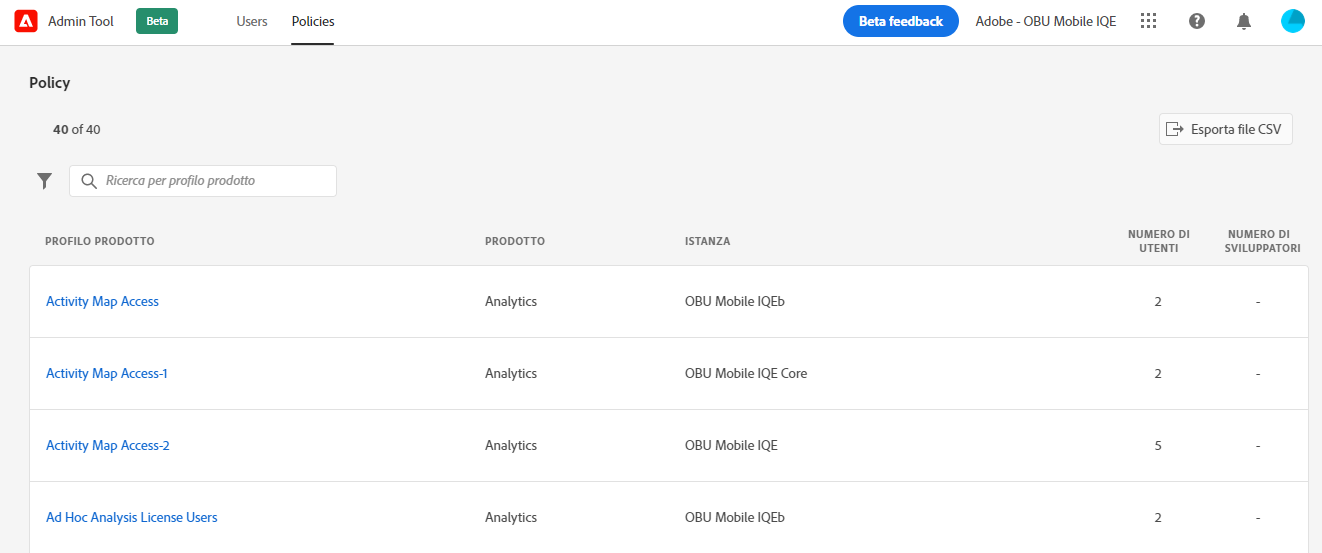 Admin Tool Beta Users Policies Beta feedback Adobe - OBU Mobile IQE
Policy
40 of 40
Esporta file CSV
Ricerca per profilo prodotto
PROFILO PRODOTTO PRODOTTO ISTANZA NUMERO DI UTENTI NUMERO DI SVILUPPATORI
Activity Map Access Analytics OBU Mobile IQEb 2 -
Activity Map Access-1 Analytics OBU Mobile IQE Core 2 -
Activity Map Access-2 Analytics OBU Mobile IQE 5 -
Ad Hoc Analysis License Users Analytics OBU Mobile IQEb 2 -